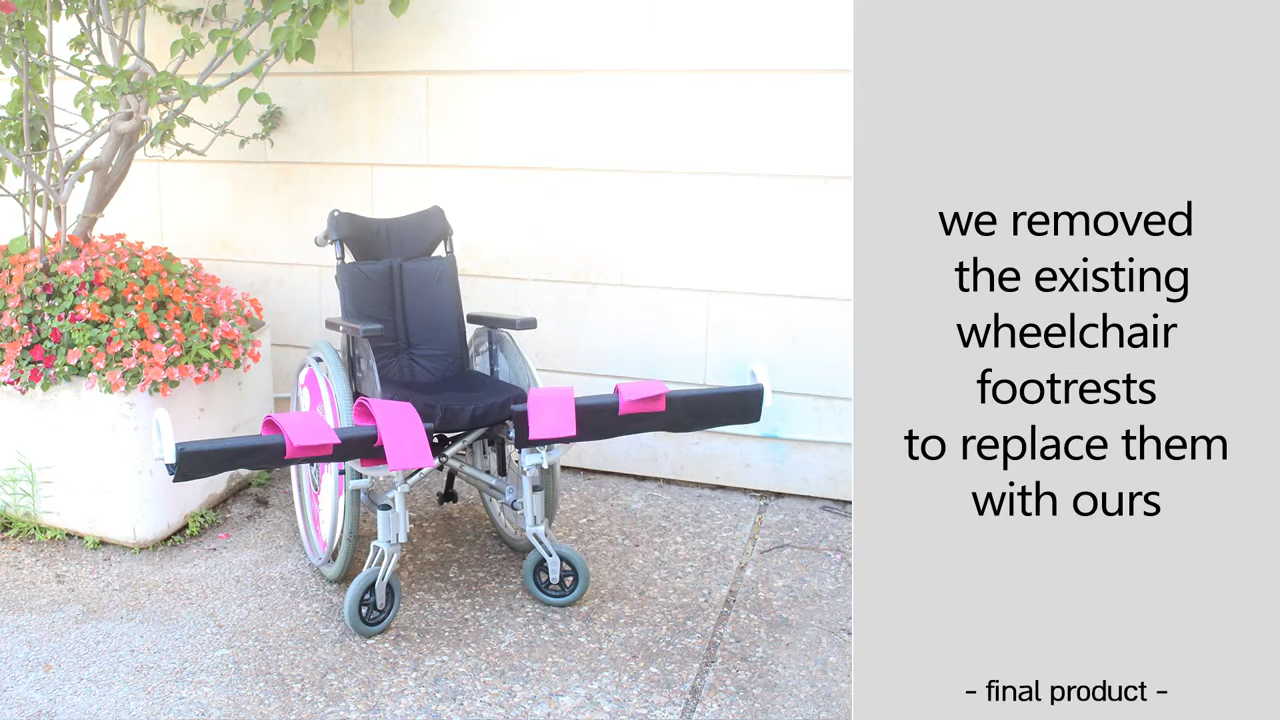 we removed
the existing
wheelchair
footrests
to replace them
with ours
- final product -